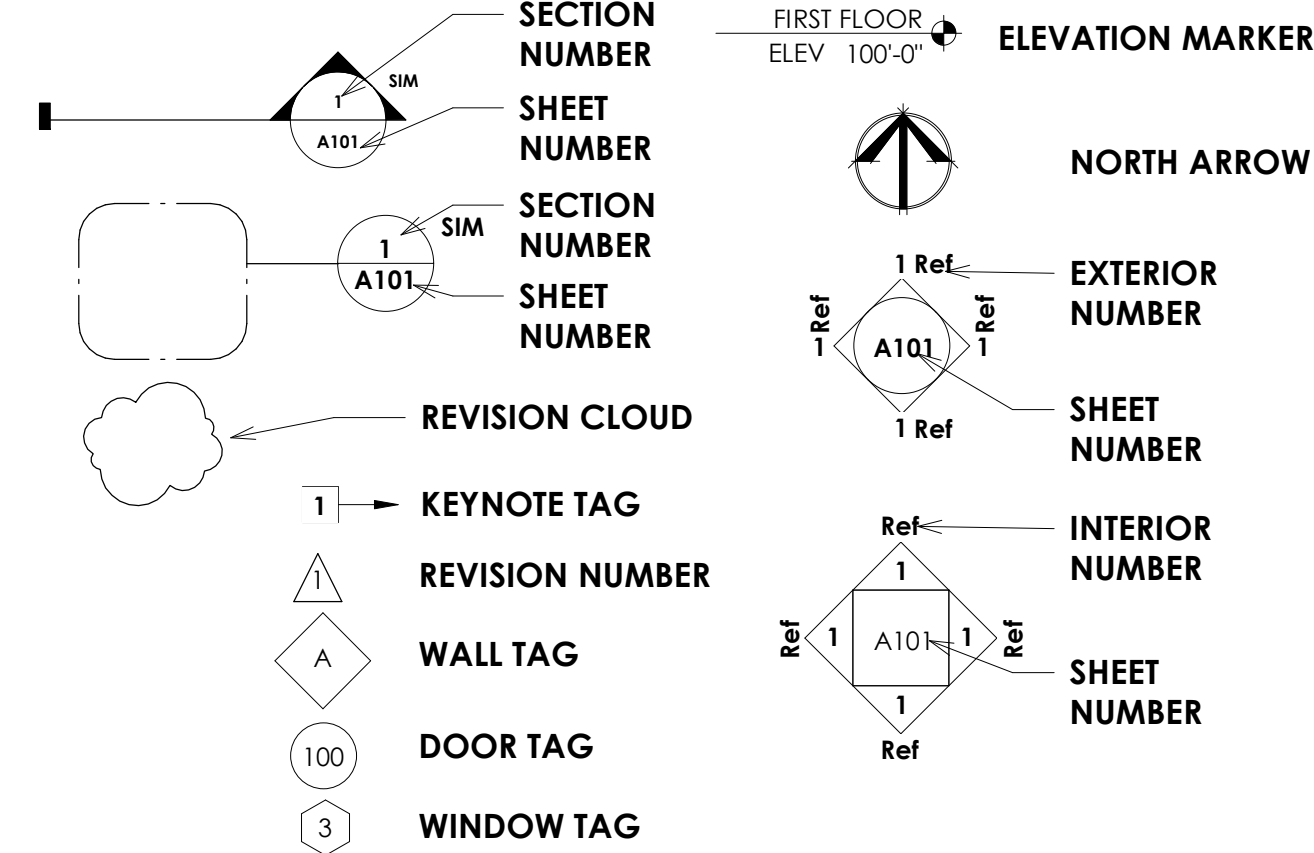 SECTION
NUMBER
SIM
1
A101
SHEET
NUMBER
SECTION
NUMBER
SIM
1
A101
SHEET
NUMBER
REVISION CLOUD
1
KEYNOTE TAG
1
REVISION NUMBER
A
WALL TAG
100
DOOR TAG
3
WINDOW TAG
FIRST FLOOR
ELEV 100'-0"
ELEVATION MARKER
NORTH ARROW
1 Ref
EXTERIOR
NUMBER
1 Ref
A101
1 Ref
1 Ref
SHEET
NUMBER
Ref
INTERIOR
NUMBER
1
Ref
1
A101
1
Ref
SHEET
NUMBER
1
Ref